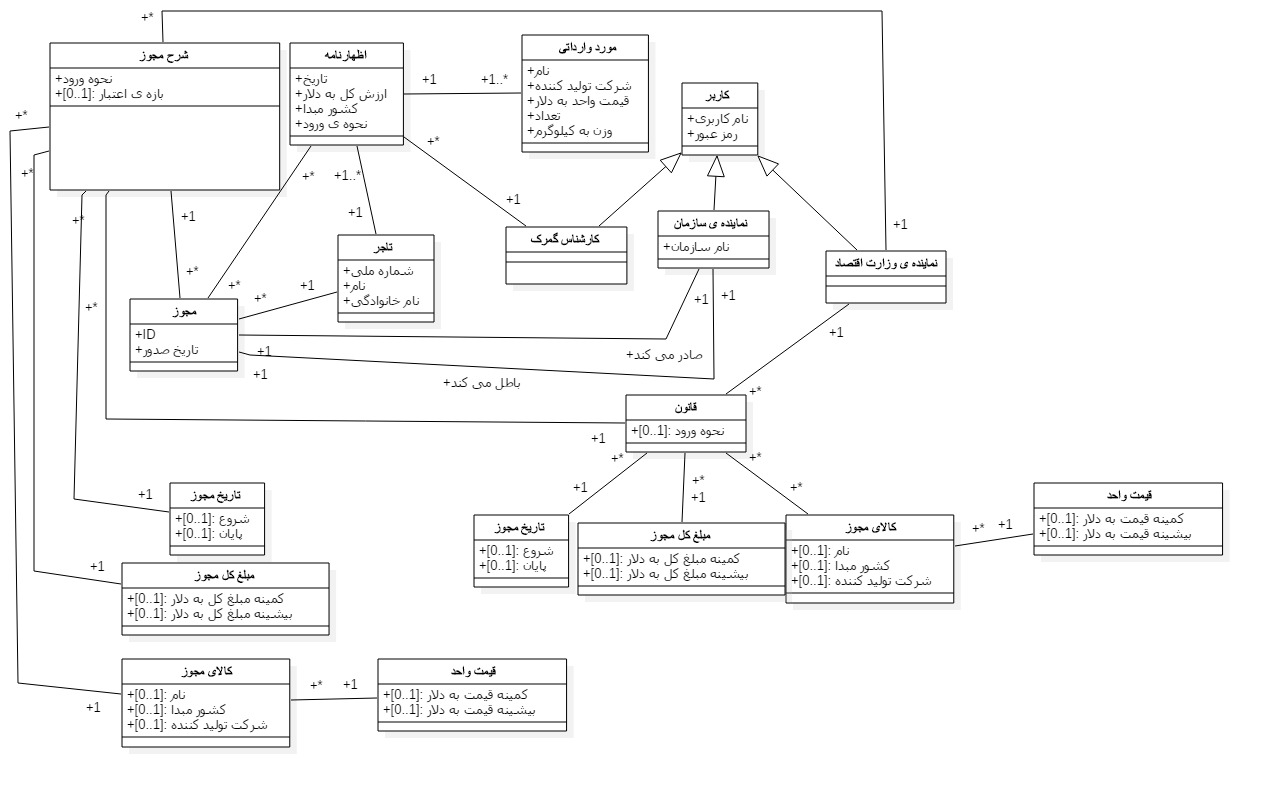 +*
شرح مجوز
+نحوه ورود
+بازه ی اعتبار :[0..1]
اظهارنامه
+تاریخ
+ارزش کل به دلار
+کشور مبدا
+نحوه ی ورود
+1
+1..*
مورد وارداتی
+نام
+شرکت تولید کننده
+قیمت واحد به دلار
+تعداد
+وزن به کیلوگرم
کاربر
+نام کاربری
+رمز عبور
+*
+*
+*
+*
+1..*
+1
+1
+1
+*
+1
کارشناس گمرک
نماینده ی سازمان
+نام سازمان
نماینده ی وزارت اقتصاد
+1
تاجر
+شماره ملی
+نام
+نام خانوادگی
+*
+*
+*
+1
+1
+1
مجوز
+ID
+تاریخ صدور
+*
+1
+1
+صادر می کند
+باطل می کند
+1
+*
قانون
+نحوه ورود :[0..1]
+1
+*
+*
+1
+*
+1
+*
+1
تاریخ مجوز
+شروع :[0..1]
+پایان :[0..1]
تاریخ مجوز
+شروع :[0..1]
+پایان :[0..1]
مبلغ کل مجوز
+کمینه مبلغ کل به دلار :[0..1]
+بیشینه مبلغ کل به دلار :[0..1]
کالای مجوز
+نام :[0..1]
+کشور مبدا :[0..1]
+شرکت تولید کننده :[0..1]
+*
+1
قیمت واحد
+کمینه قیمت به دلار :[0..1]
+بیشینه قیمت به دلار :[0..1]
+1
مبلغ کل مجوز
+کمینه مبلغ کل به دلار :[0..1]
+بیشینه مبلغ کل به دلار :[0..1]
+1
کالای مجوز
+نام :[0..1]
+کشور مبدا :[0..1]
+شرکت تولید کننده :[0..1]
+*
+1
قیمت واحد
+کمینه قیمت به دلار :[0..1]
+بیشینه قیمت به دلار :[0..1]